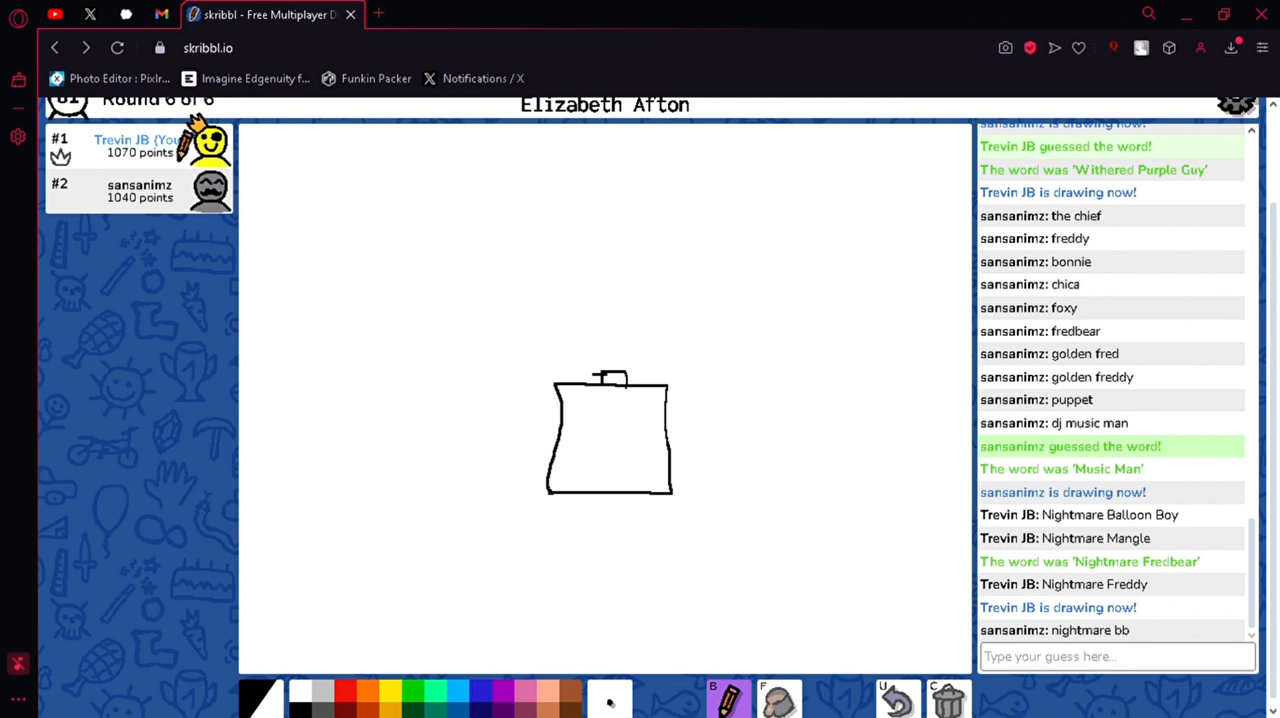 skribbl - Free Multiplayer D
skribbl.io
Photo Editor : Pixlr...
Imagine Edgenuity f...
Funkin Packer
Notifications / X
81
Round 6 of 6
Elizabeth Afton
#1
Trevin JB (You
1070 points
#2
sansanimz
1040 points
sansanimz is drawing now!
Trevin JB guessed the word!
The word was 'Withered Purple Guy'
Trevin JB is drawing now!
sansanimz: the chief
sansanimz: freddy
sansanimz: bonnie
sansanimz: chica
sansanimz: foxy
sansanimz: fredbear
sansanimz: golden fred
sansanimz: golden freddy
sansanimz: puppet
sansanimz: dj music man
sansanimz guessed the word!
The word was 'Music Man'
sansanimz is drawing now!
Trevin JB: Nightmare Balloon Boy
Trevin JB: Nightmare Mangle
The word was 'Nightmare Fredbear'
Trevin JB: Nightmare Freddy
Trevin JB is drawing now!
sansanimz: nightmare bb
Type your guess here...
B
F
U
C